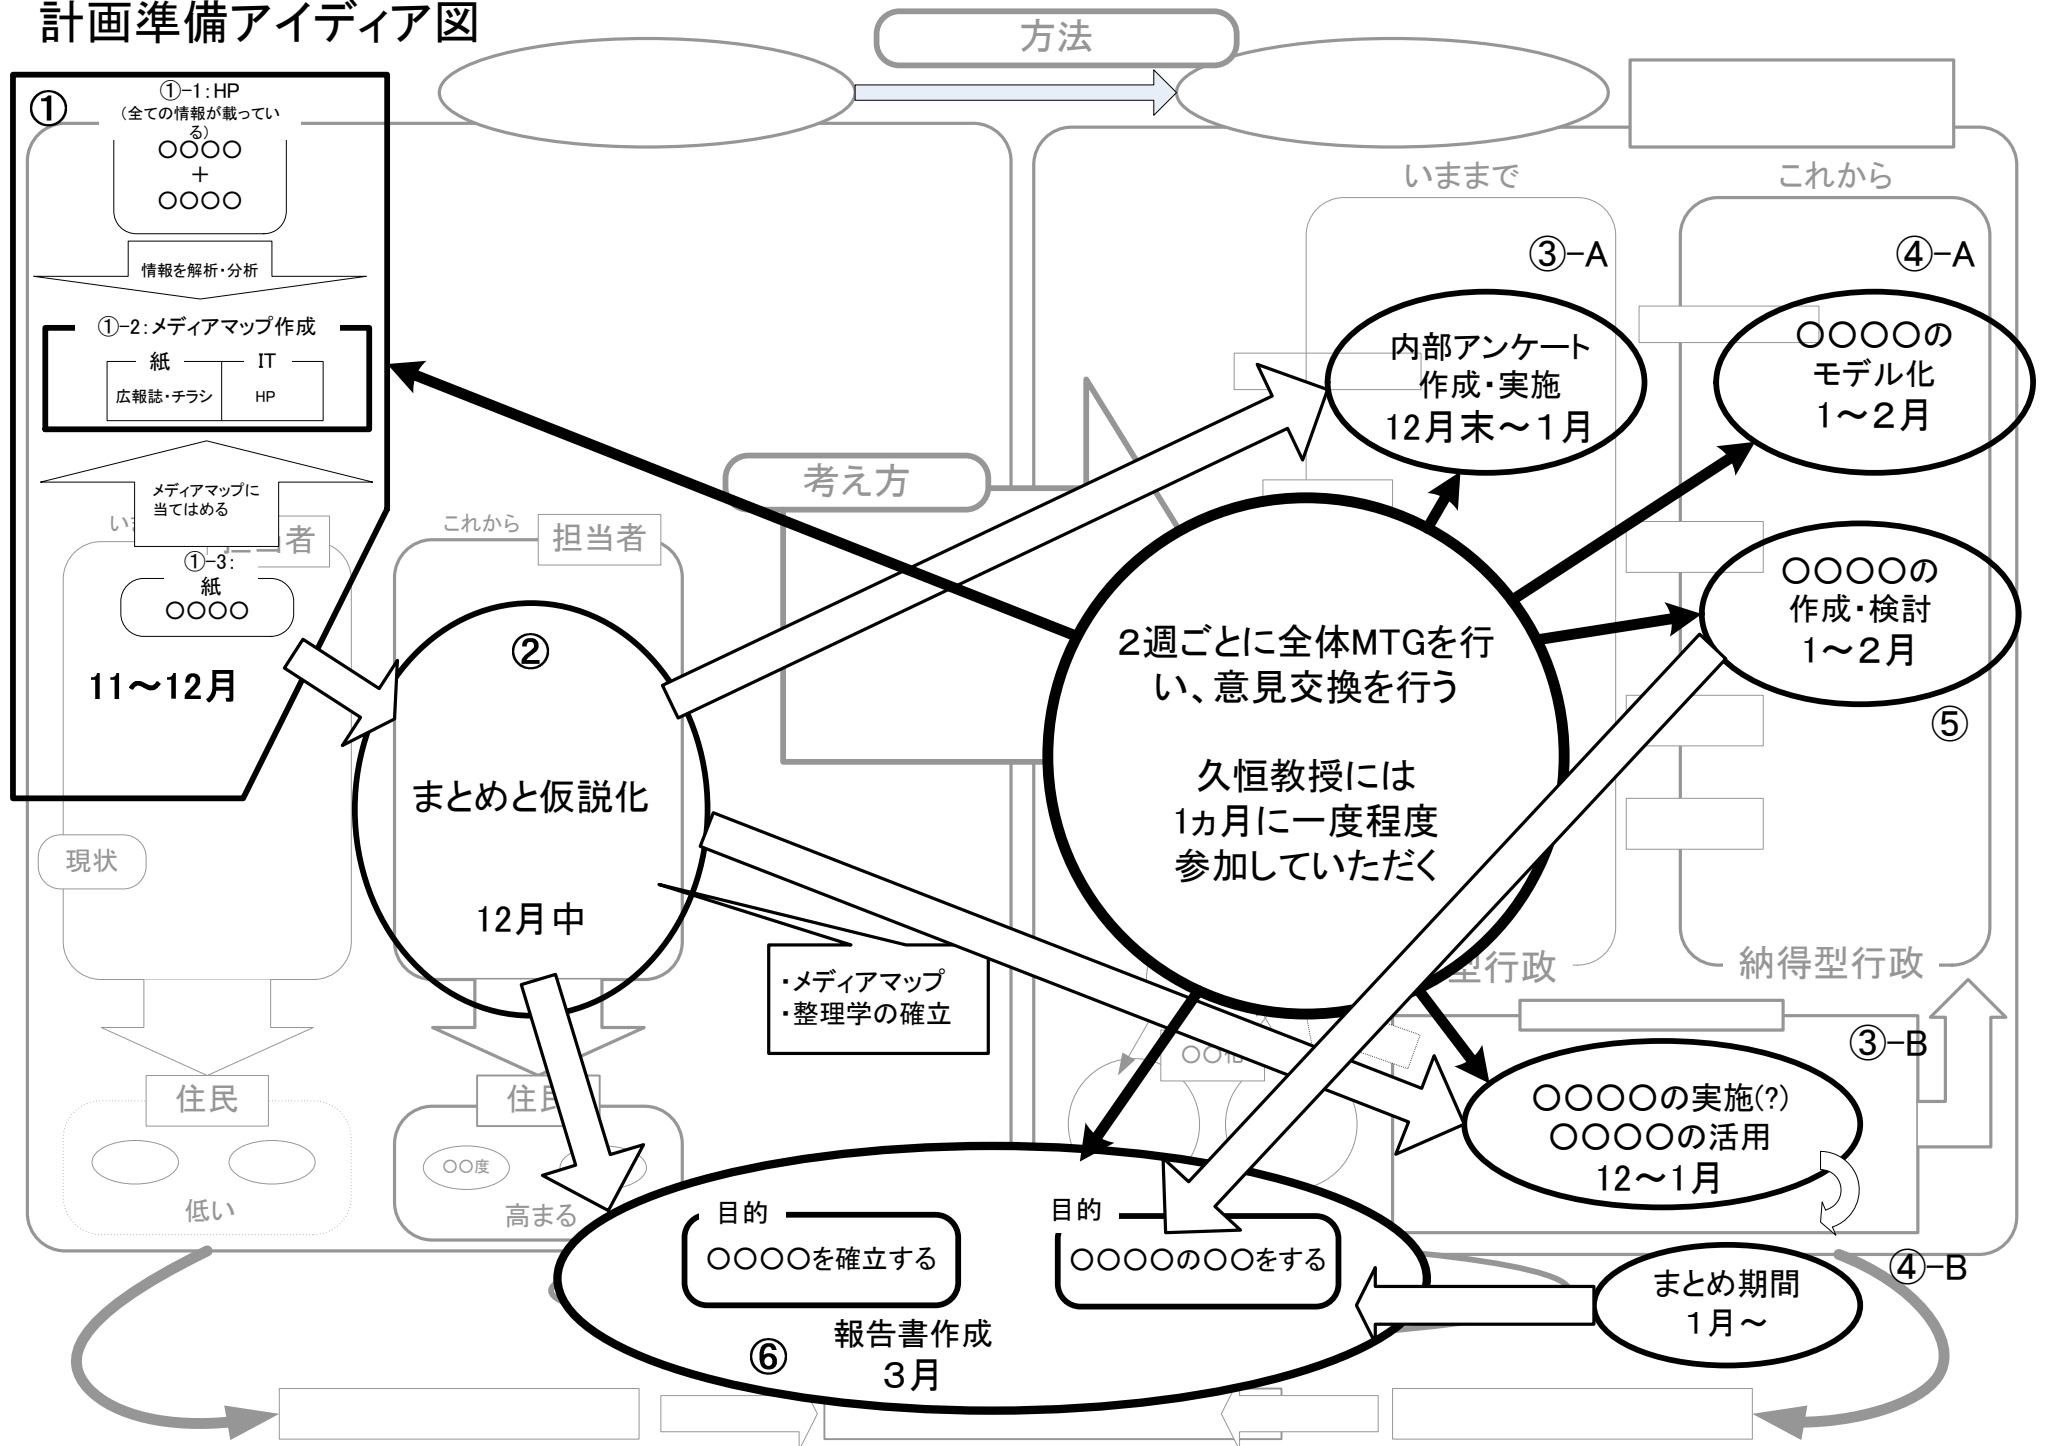 計画準備アイディア図
方法
①
①-1:HP
（全ての情報が載ってい
る）
○○○○
＋
○○○○
情報を解析・分析
①-2:メディアマップ作成
紙
IT
広報誌・チラシ
HP
メディアマップに
当てはめる
①-3:
紙
○○○○
11～12月
現状
住民
低い
これから
担当者
②
まとめと仮説化
12月中
・メディアマップ
・整理学の確立
住民
○○度
高まる
考え方
いままで
これから
③-A
内部アンケート
作成・実施
12月末～１月
④-A
○○○○の
モデル化
１～２月
○○○○の
作成・検討
１～２月
⑤
２週ごとに全体MTGを行
い、意見交換を行う
久恒教授には
1ヵ月に一度程度
参加していただく
型行政
納得型行政
③-B
○○○○の実施(?)
○○○○の活用
12～１月
④-B
まとめ期間
１月～
目的
○○○○を確立する
目的
○○○○の○○をする
報告書作成
３月
⑥